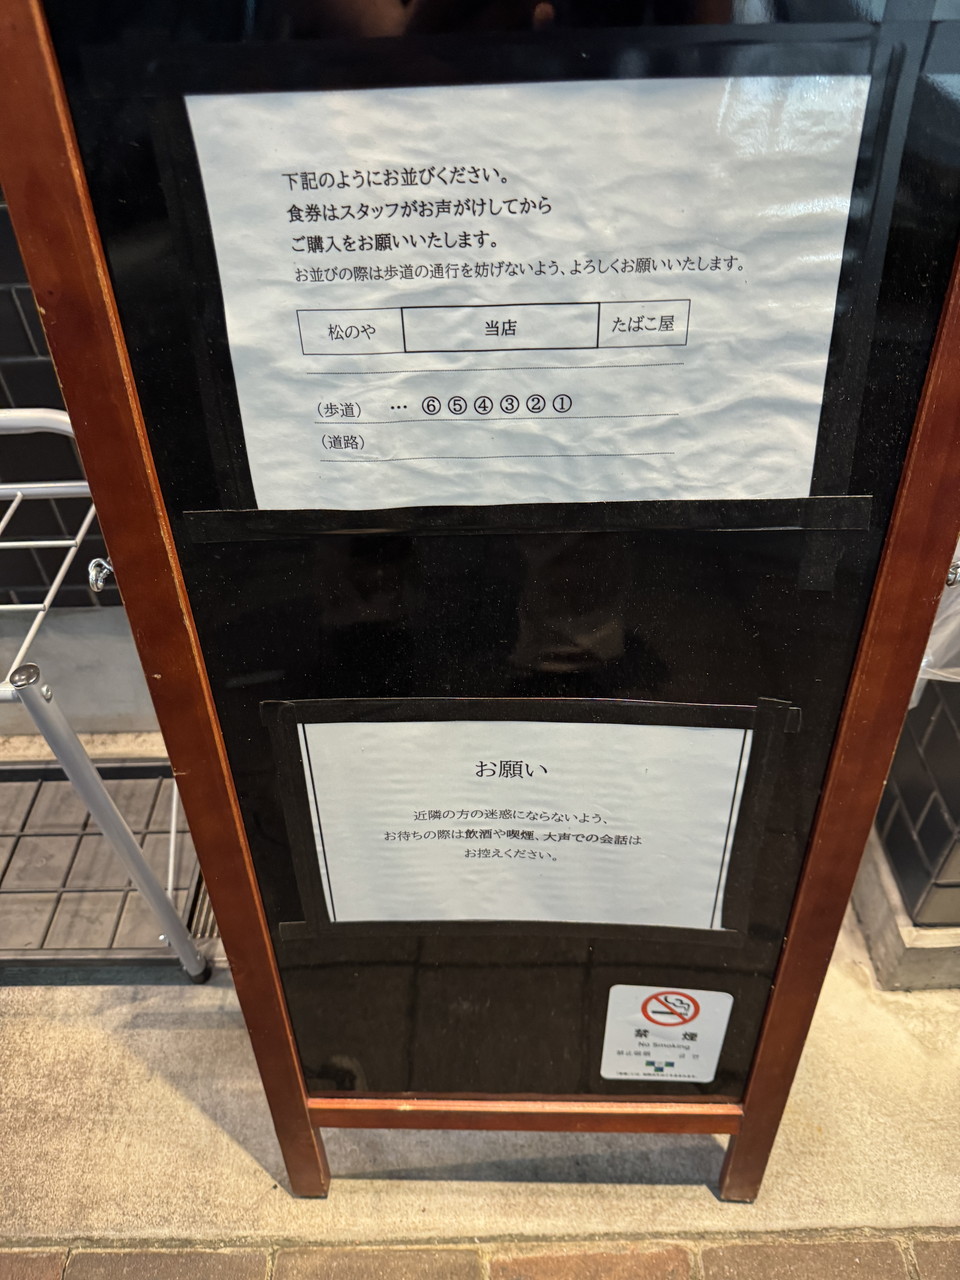 下記のようにお並びください。
食券はスタッフがお声がけしてから
ご購入をお願いいたします。
お並びの際は歩道の通行を妨げないよう、よろしくお願いいたします。
松のや 当店 たばこ屋
（歩道） … ⑥⑤④③②①
（道路）
お願い
近隣の方の迷惑にならないよう、
お待ちの際は飲酒や喫煙、大声での会話は
お控えください。
禁 煙
No Smoking